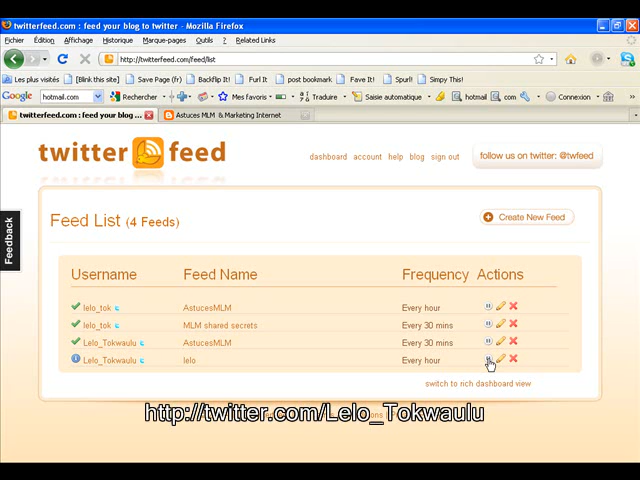 twitterfeed.com : feed your blog to twitter - Mozilla Firefox
Fichier Édition Affichage Historique Marque-pages Outils ? Related Links
http://twitterfeed.com/feed/list
Les plus visités [Blink this site] Save Page (fr) Backflip It! Furl It post bookmark Fave It! Spurl! Simpy This!
Google hotmail.com Rechercher Mes favoris Traduire Saisie automatique hotmail com Connexion
twitterfeed.com : feed your blog ... Astuces MLM & Marketing Internet
twitter feed
dashboard account help blog sign out
follow us on twitter: @twfeed
Feedback
Feed List (4 Feeds)
Create New Feed
Username Feed Name Frequency Actions
lelo_tok AstucesMLM Every hour
lelo_tok MLM shared secrets Every 30 mins
Lelo_Tokwaulu AstucesMLM Every 30 mins
Lelo_Tokwaulu lelo Every hour
switch to rich dashboard view
http://twitter.com/Lelo_Tokwaulu